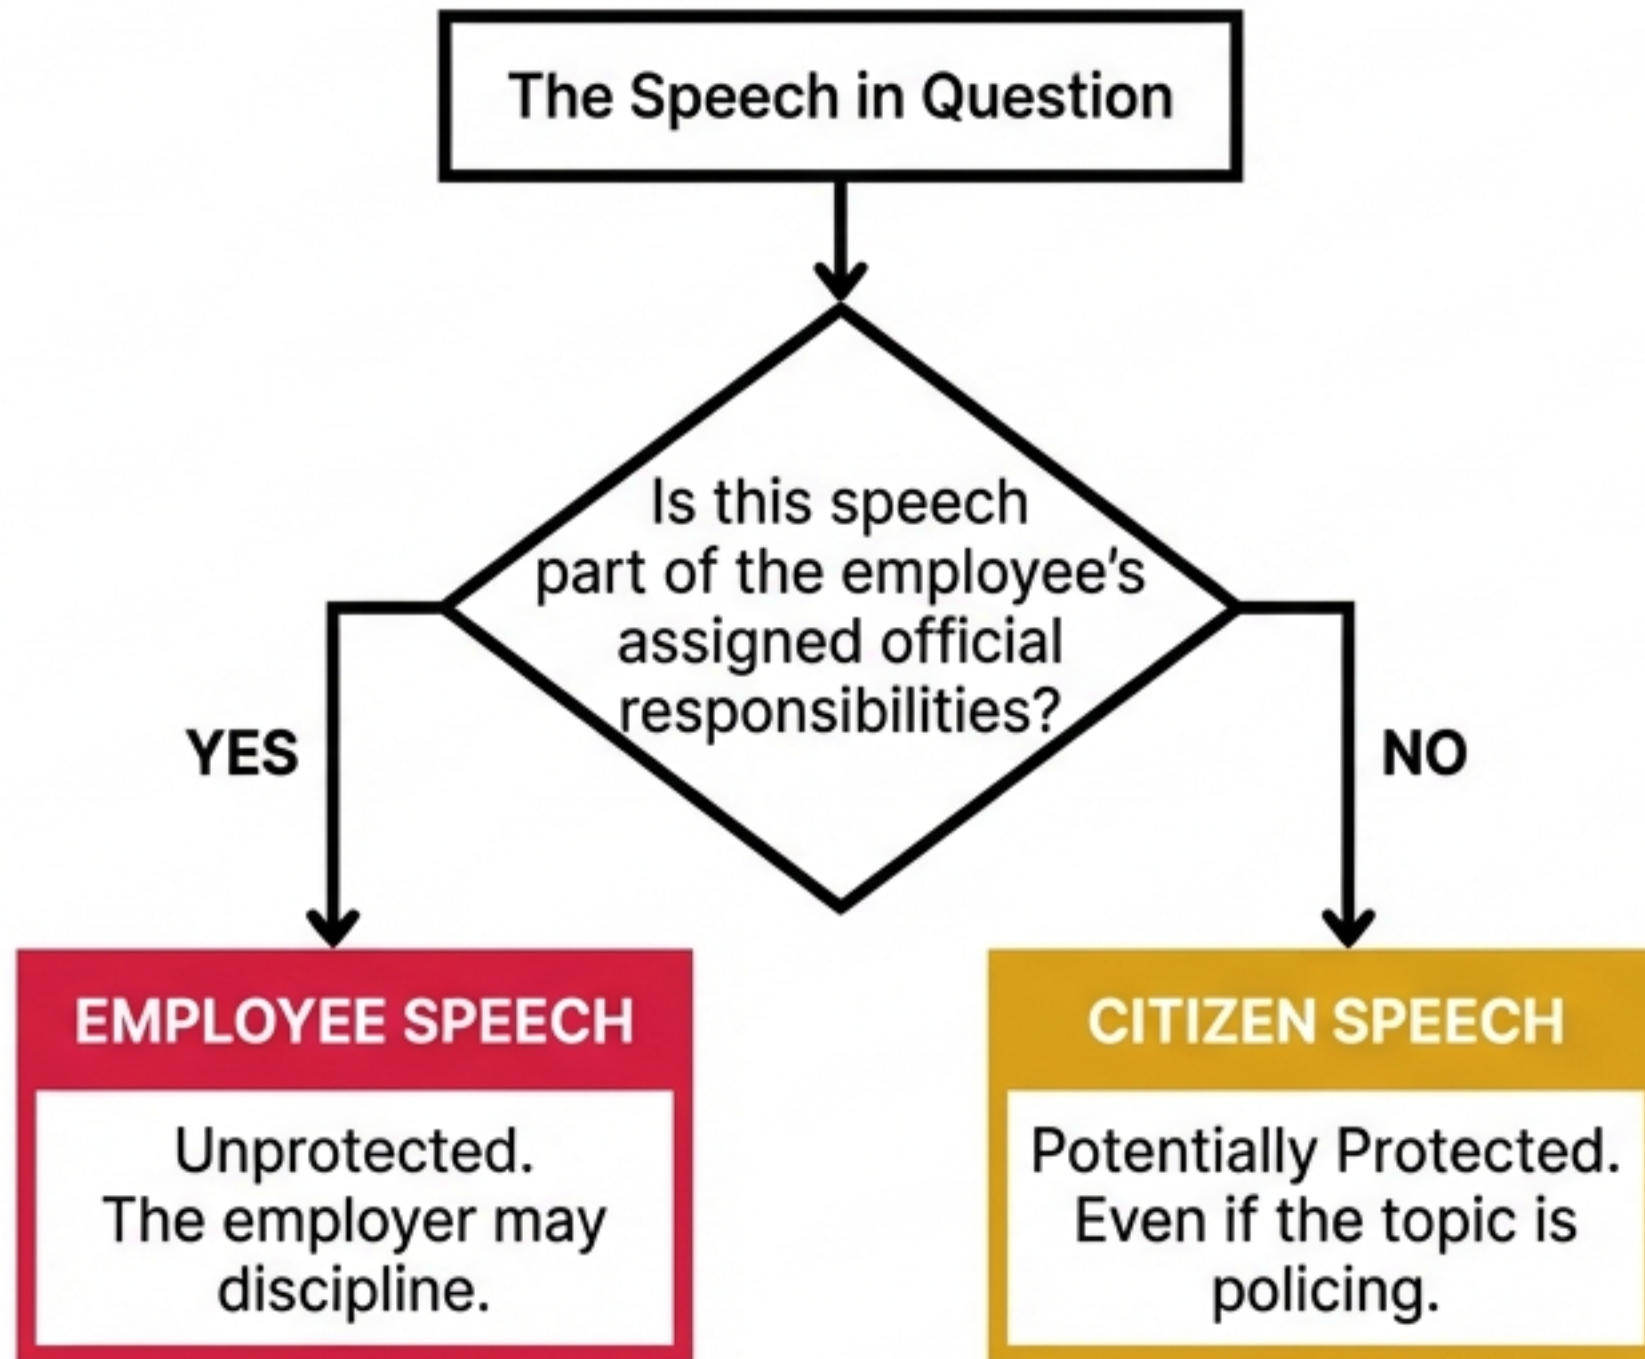 The Speech in Question
Is this speech
part of the employee’s
assigned official
responsibilities?
YES
NO
EMPLOYEE SPEECH
Unprotected.
The employer may
discipline.
CITIZEN SPEECH
Potentially Protected.
Even if the topic is
policing.